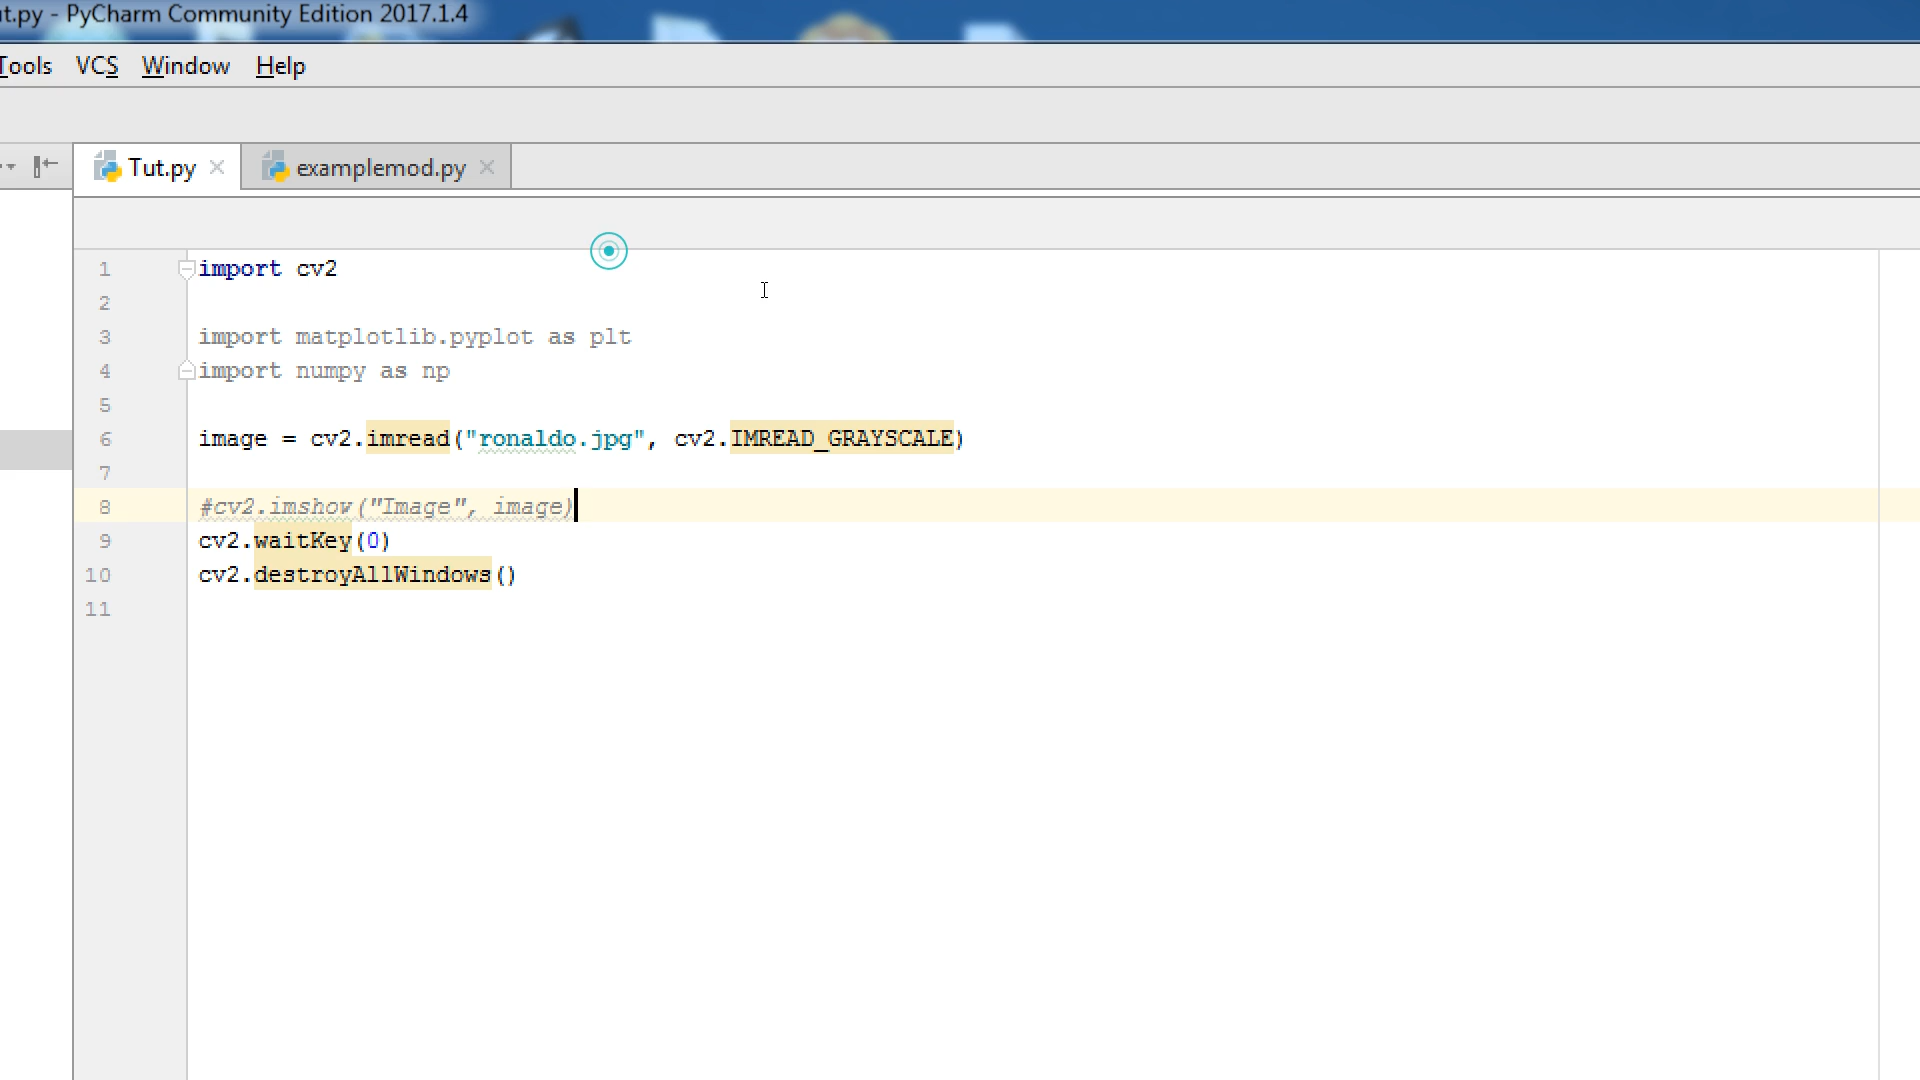 ut.py - PyCharm Community Edition 2017.1.4
Tools VCS Window Help
Tut.py examplemod.py
1 import cv2
2
3 import matplotlib.pyplot as plt
4 import numpy as np
5
6 image = cv2.imread("ronaldo.jpg", cv2.IMREAD_GRAYSCALE)
7
8 #cv2.imshow("Image", image)
9 cv2.waitKey(0)
10 cv2.destroyAllWindows()
11